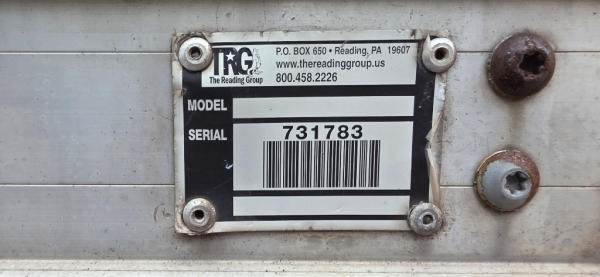 TRG
The Reading Group
P.O. BOX 650 • Reading, PA 19607
www.thereadinggroup.us
800.458.2226
MODEL
SERIAL
731783